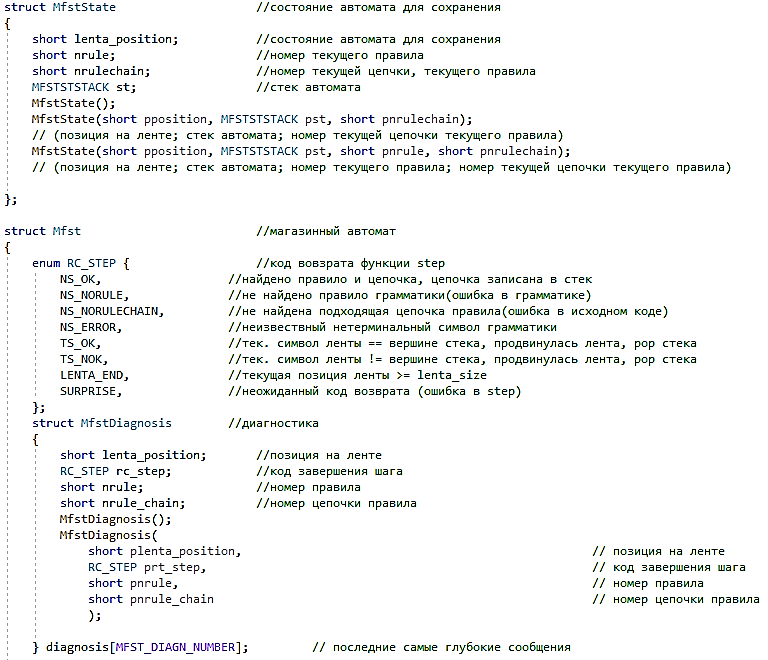 struct MfstState //состояние автомата для сохранения
{
short lenta_position; //состояние автомата для сохранения
short nrule; //номер текущего правила
short nrulechain; //номер текущей цепчки, текущего правила
MFSTSTSTACK st; //стек автомата
MfstState();
MfstState(short pposition, MFSTSTSTACK pst, short pnrulechain);
// (позиция на ленте; стек автомата; номер текущей цепочки текущего правила)
MfstState(short pposition, MFSTSTSTACK pst, short pnrule, short pnrulechain);
// (позиция на ленте; стек автомата; номер текущего правила; номер текущей цепочки текущего правила)
};
struct Mfst //магазинный автомат
{
enum RC_STEP { //код вовзрата функции step
NS_OK, //найдено правило и цепочка, цепочка записана в стек
NS_NORULE, //не найдено правило грамматики(ошибка в грамматике)
NS_NORULECHAIN, //не найдена подходящая цепочка правила(ошибка в исходном коде)
NS_ERROR, //неизвествный нетерминальный символ грамматики
TS_OK, //тек. символ ленты == вершине стека, продвинулась лента, pop стека
TS_NOK, //тек. символ ленты != вершине стека, продвинулась лента, pop стека
LENTA_END, //текущая позиция ленты >= lenta_size
SURPRISE, //неожиданный код возврата (ошибка в step)
};
struct MfstDiagnosis //диагностика
{
short lenta_position; //позиция на ленте
RC_STEP rc_step; //код завершения шага
short nrule; //номер правила
short nrule_chain; //номер цепочки правила
MfstDiagnosis();
MfstDiagnosis(
short plenta_position, // позиция на ленте
RC_STEP prt_step, // код завершения шага
short pnrule, // номер правила
short pnrule_chain // номер цепочки правила
);
} diagnosis[MFST_DIAGN_NUMBER]; // последние самые глубокие сообщения